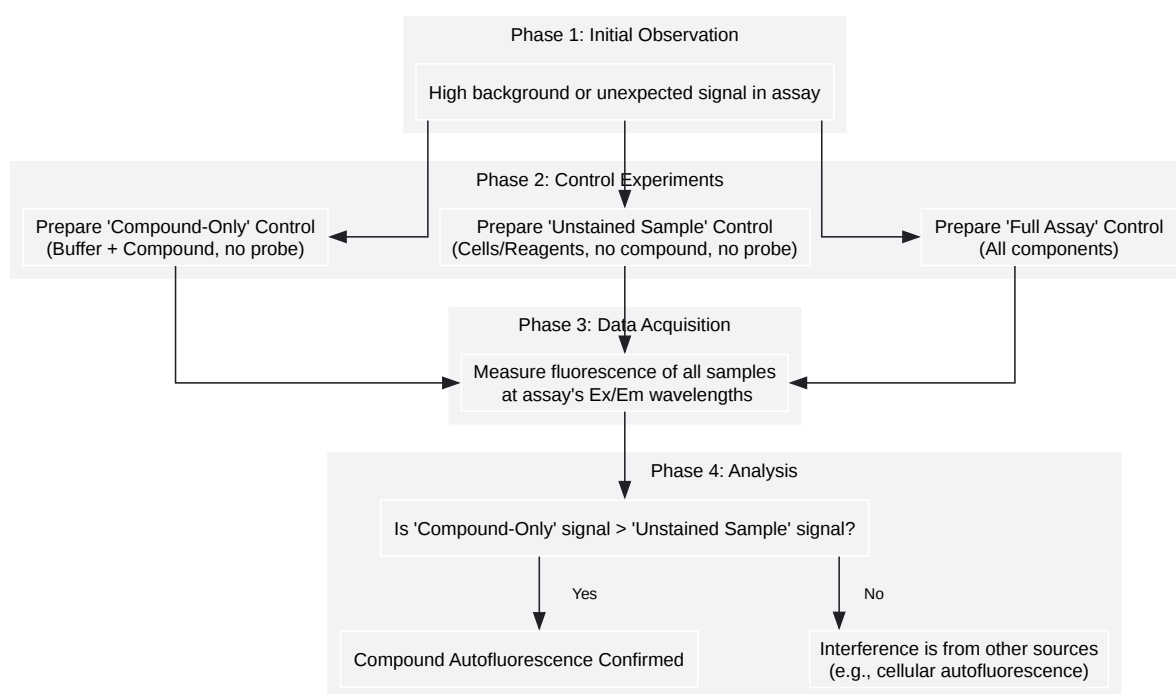 Phase 1: Initial Observation
High background or unexpected signal in assay
Phase 2: Control Experiments
Prepare 'Compound-Only' Control
(Buffer + Compound, no probe)
Prepare 'Unstained Sample' Control
(Cells/Reagents, no compound, no probe)
Prepare 'Full Assay' Control
(All components)
Phase 3: Data Acquisition
Measure fluorescence of all samples
at assay's Ex/Em wavelengths
Phase 4: Analysis
Is 'Compound-Only' signal > 'Unstained Sample' signal?
Yes
No
Compound Autofluorescence Confirmed
Interference is from other sources
(e.g., cellular autofluorescence)